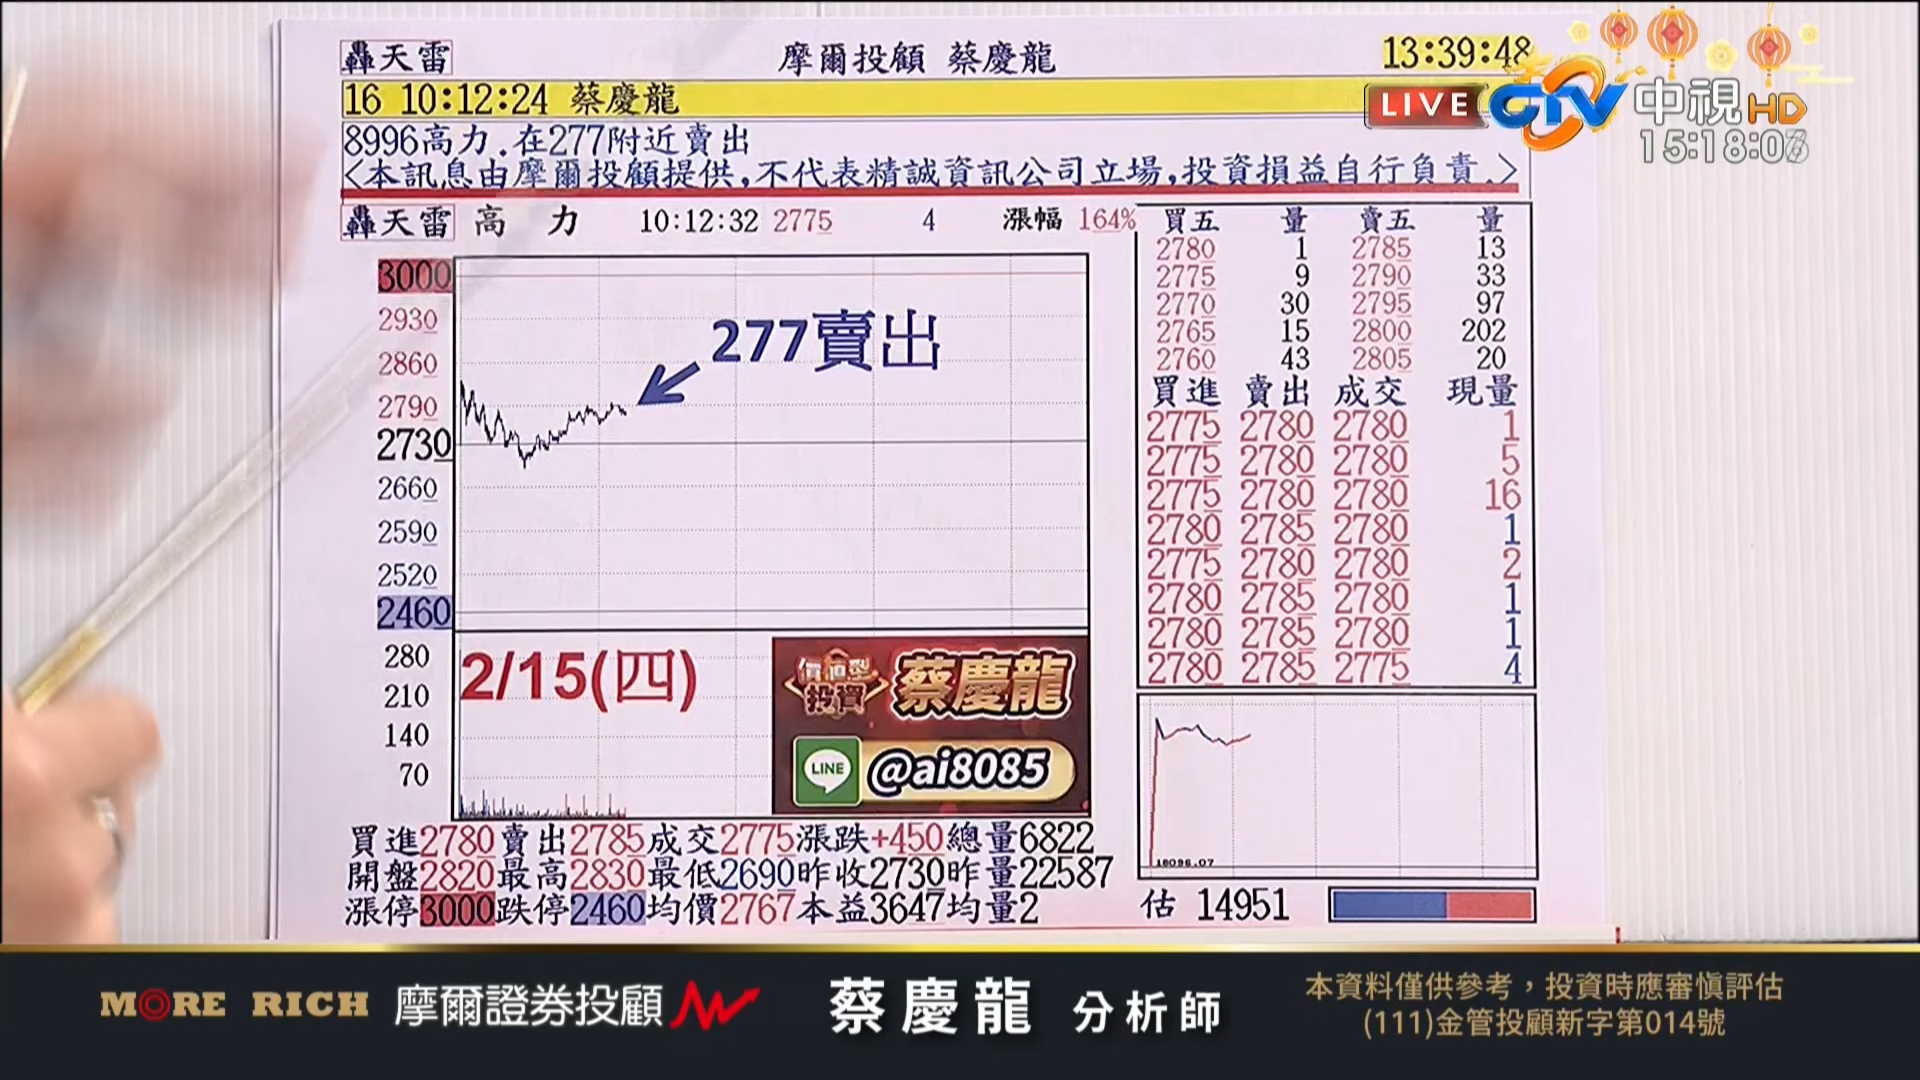 轟天雷 摩爾投顧 蔡慶龍 13:39:48
LIVE CTV 中視HD
16 10:12:24 蔡慶龍
8996高力.在277附近賣出
15:18:0
<本訊息由摩爾投顧提供,不代表精誠資訊公司立場,投資損益自行負責.>
轟天雷 高 力 10:12:32 2775 4 漲幅 164%
買五 量 賣五 量
2780 1 2785 13
2775 9 2790 33
2770 30 2795 97
2765 15 2800 202
2760 43 2805 20
買進 賣出 成交 現量
2775 2780 2780 1
2775 2780 2780 5
2775 2780 2780 16
2780 2785 2780 1
2775 2780 2780 2
2780 2785 2780 1
2780 2785 2780 1
2780 2785 2775 4
3000
2930
2860
2790
2730
2660
2590
2520
2460
280
210
140
70
277賣出
2/15(四)
價值型投資 蔡慶龍
LINE @ai8085
18096.07
買進2780賣出2785成交2775漲跌+450總量6822
開盤2820最高2830最低2690昨收2730昨量22587
漲停3000跌停2460均價2767本益3647均量2
估 14951
MORE RICH 摩爾證券投顧 蔡慶龍 分析師
本資料僅供參考，投資時應審慎評估
(111)金管投顧新字第014號